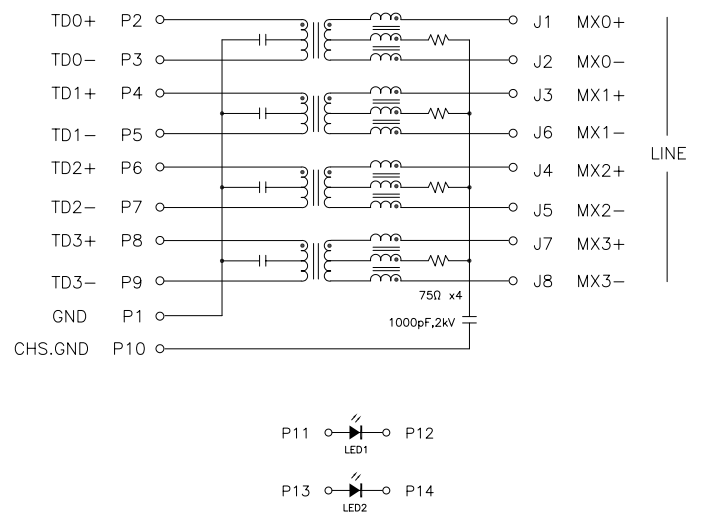 TD0+ P2 J1 MX0+
TD0- P3 J2 MX0-
TD1+ P4 J3 MX1+
TD1- P5 J6 MX1-
LINE
TD2+ P6 J4 MX2+
TD2- P7 J5 MX2-
TD3+ P8 J7 MX3+
TD3- P9 J8 MX3-
75Ω x4
GND P1
1000pF,2kV
CHS.GND P10
P11 P12
LED1
P13 P14
LED2